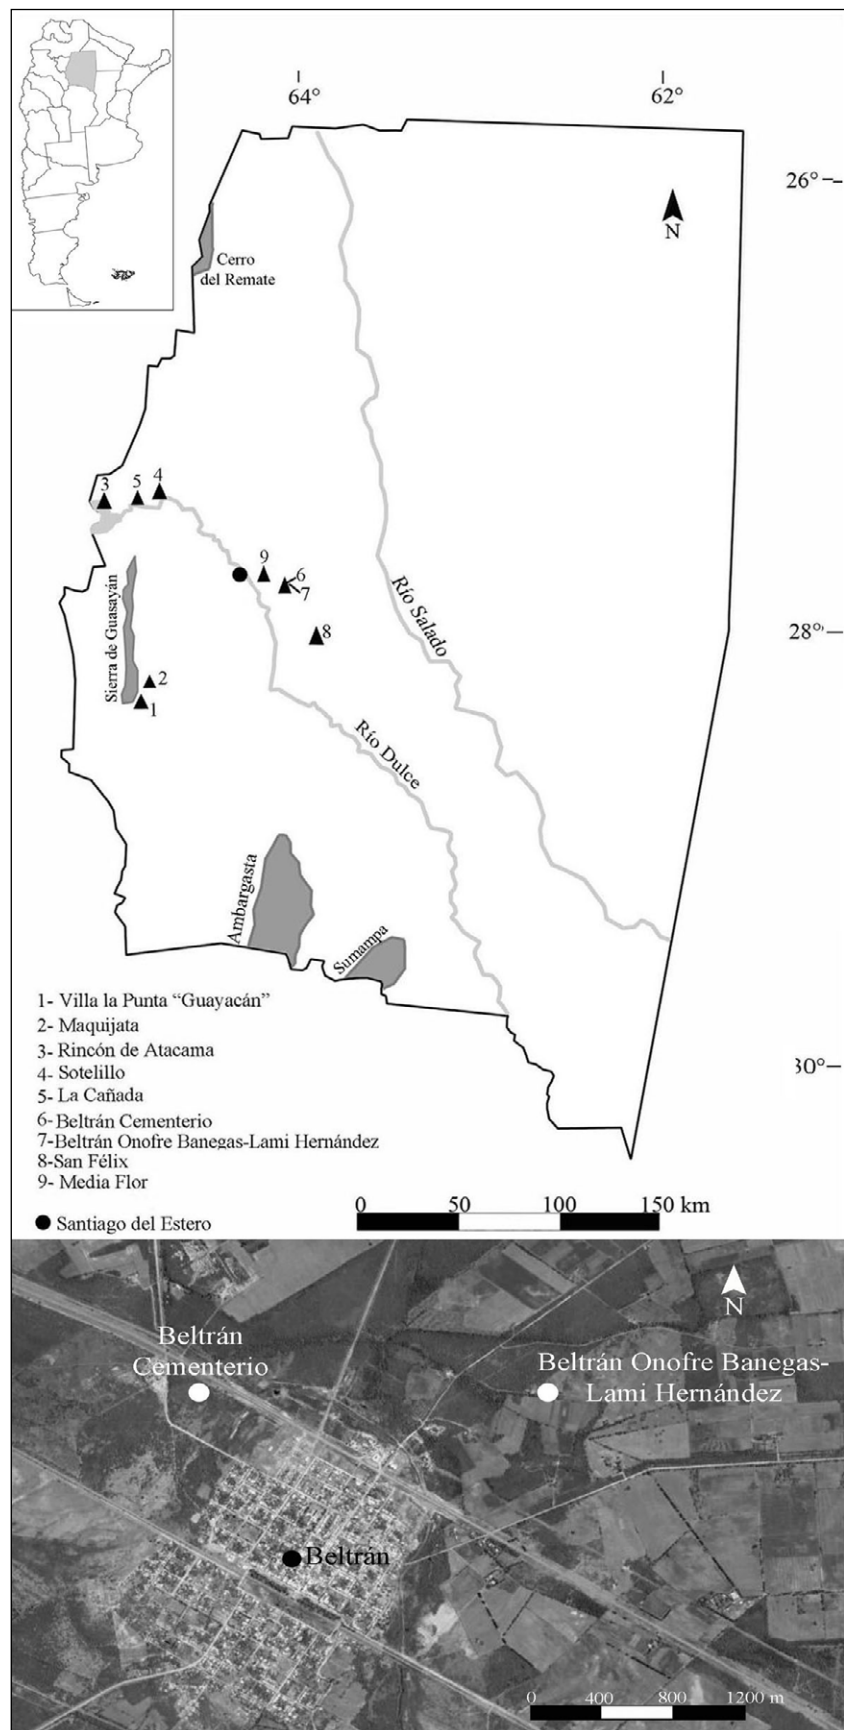 64°
62°
26°
N
Cerro
del Remate
3
5
4
9
6
7
8
Río Salado
28°
Sierra de Guasayán
2
1
Río Dulce
Ambargasta
Sumampa
1- Villa la Punta “Guayacán”
2- Maquijata
3- Rincón de Atacama
4- Sotelillo
5- La Cañada
6- Beltrán Cementerio
7-Beltrán Onofre Banegas-Lami Hernández
8-San Félix
9- Media Flor
30°
Santiago del Estero
0 50 100 150 km
N
Beltrán
Cementerio
Beltrán Onofre Banegas-
Lami Hernández
Beltrán
0 400 800 1200 m